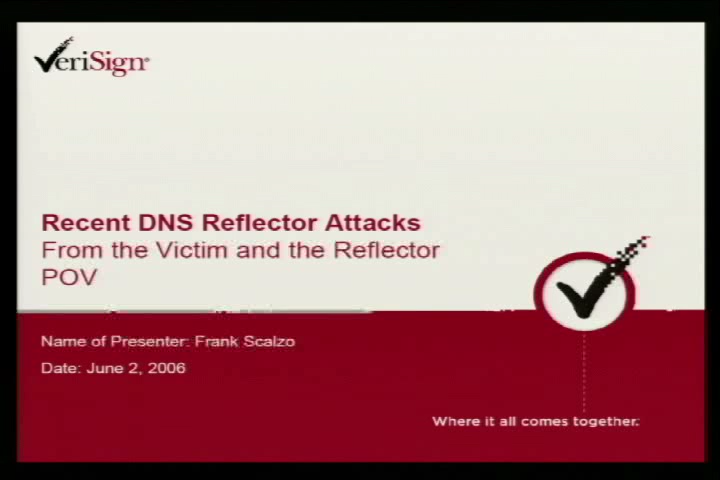 VeriSign®
Recent DNS Reflector Attacks
From the Victim and the Reflector
POV
Name of Presenter: Frank Scalzo
Date: June 2, 2006
Where it all comes together.